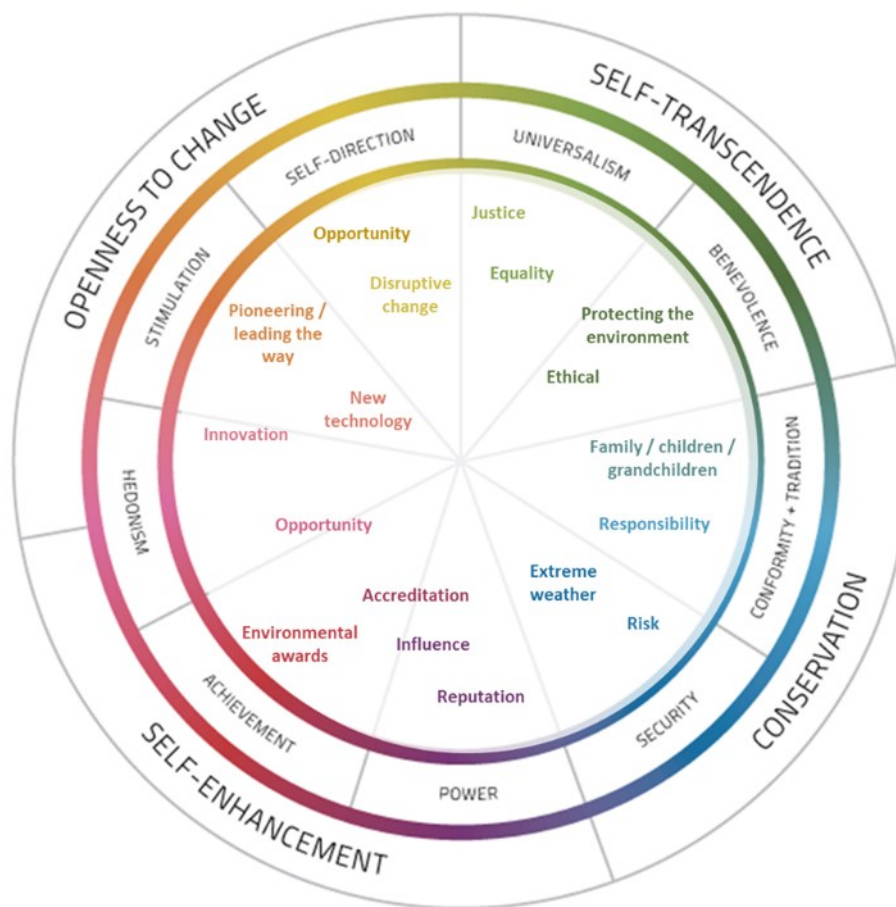 OPENNESS TO CHANGE
SELF-TRANSCENDENCE
SELF-DIRECTION
UNIVERSALISM
STIMULATION
BENEVOLENCE
Justice
Opportunity
Equality
Disruptive
change
Pioneering /
leading the
way
Protecting the
environment
Ethical
New
technology
Innovation
Family / children /
grandchildren
HEDONISM
CONFORMITY + TRADITION
Opportunity
Responsibility
Extreme
weather
Accreditation
Risk
Environmental
awards
Influence
Reputation
ACHIEVEMENT
SECURITY
POWER
SELF-ENHANCEMENT
CONSERVATION